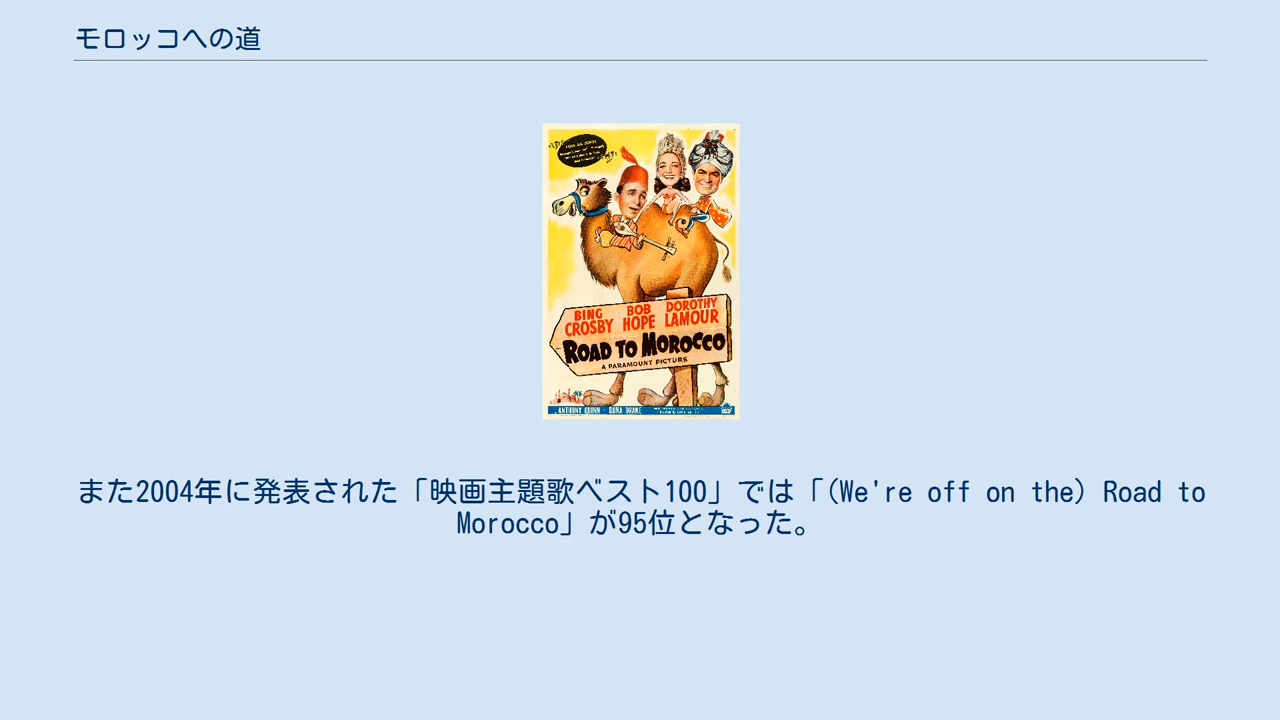 モロッコへの道
BING CROSBY
BOB HOPE
DOROTHY LAMOUR
ROAD TO MOROCCO
A PARAMOUNT PICTURE
ANTHONY QUINN · DONA DRAKE
また2004年に発表された「映画主題歌ベスト100」では「(We're off on the) Road to
Morocco」が95位となった。